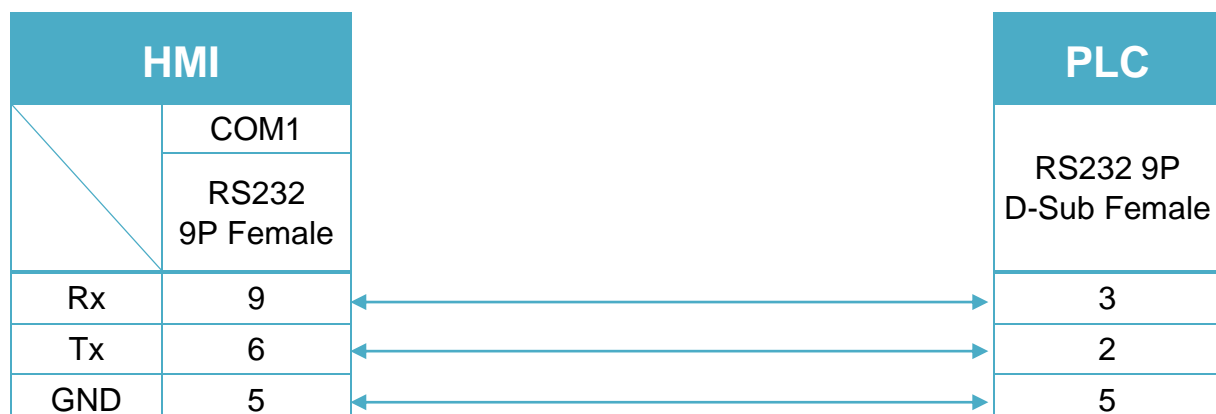 HMI
PLC
COM1
RS232
9P Female
RS232 9P
D-Sub Female
Rx 9 3
Tx 6 2
GND 5 5